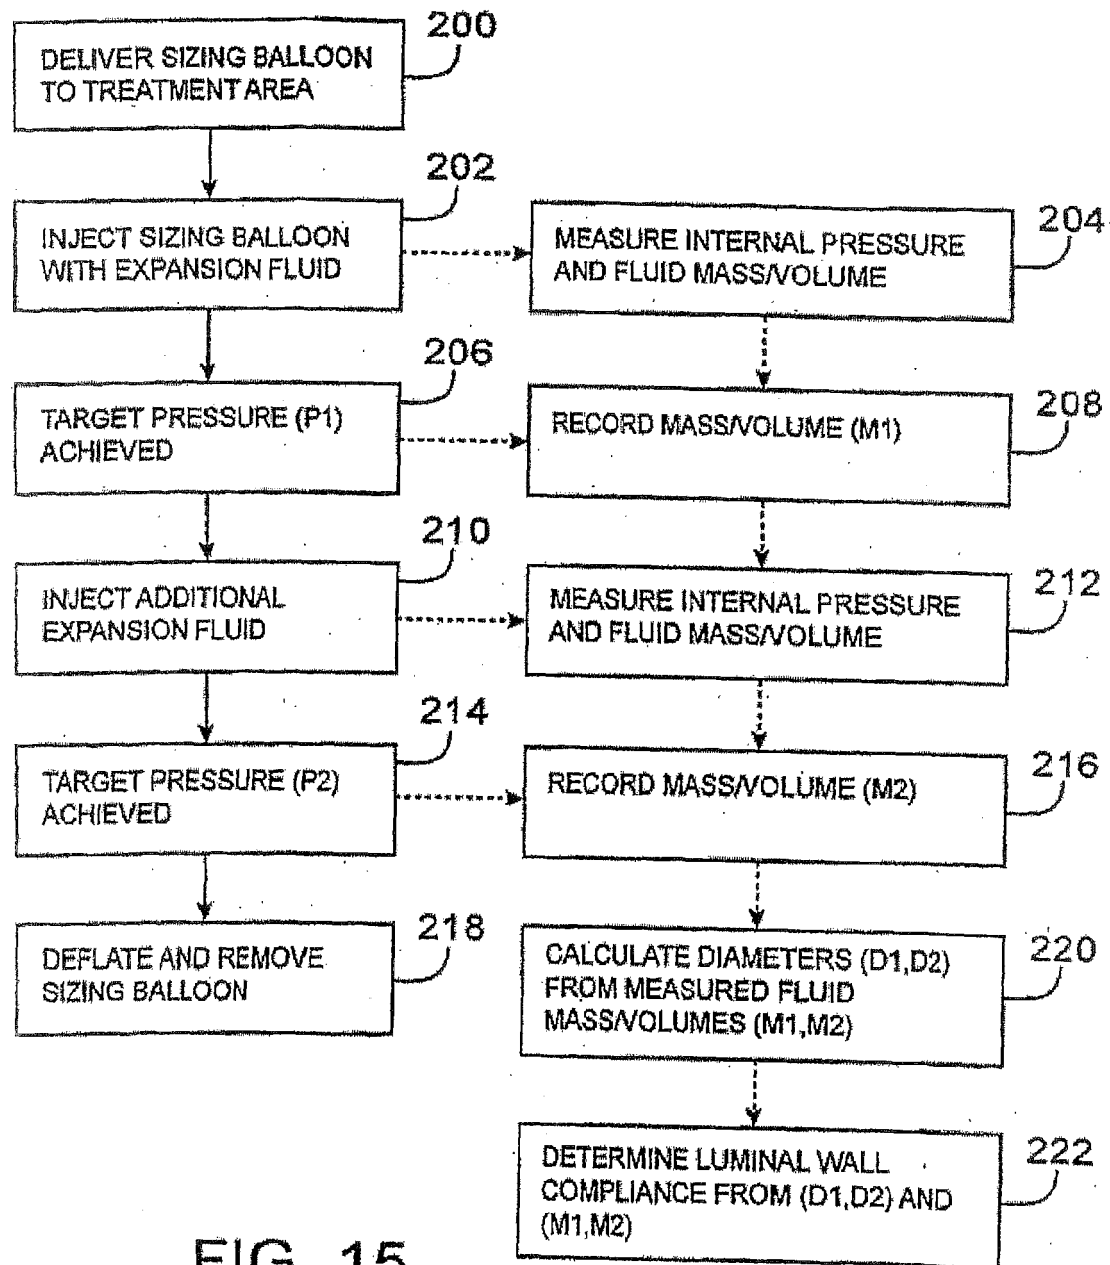 200
DELIVER SIZING BALLOON
TO TREATMENT AREA
202
INJECT SIZING BALLOON
WITH EXPANSION FLUID
204
MEASURE INTERNAL PRESSURE
AND FLUID MASS/VOLUME
206
TARGET PRESSURE (P1)
ACHIEVED
208
RECORD MASS/VOLUME (M1)
210
INJECT ADDITIONAL
EXPANSION FLUID
212
MEASURE INTERNAL PRESSURE
AND FLUID MASS/VOLUME
214
TARGET PRESSURE (P2)
ACHIEVED
216
RECORD MASS/VOLUME (M2)
218
DEFLATE AND REMOVE
SIZING BALLOON
220
CALCULATE DIAMETERS (D1,D2)
FROM MEASURED FLUID
MASS/VOLUMES (M1,M2)
222
DETERMINE LUMINAL WALL
COMPLIANCE FROM (D1,D2) AND
(M1,M2)
FIG. 15